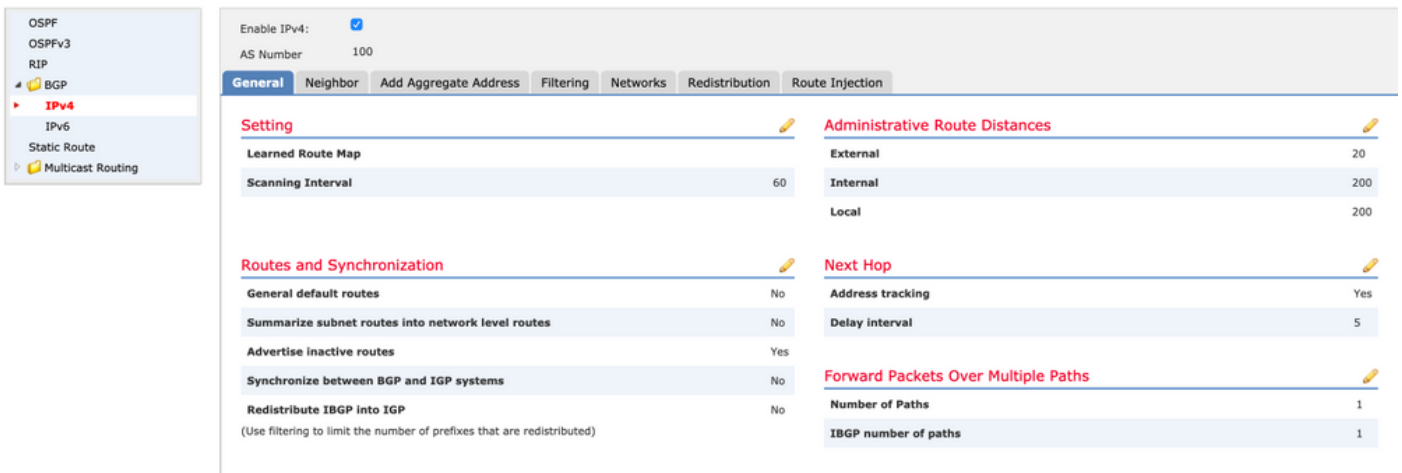 OSPF
OSPFv3
RIP
BGP
IPv4
IPv6
Static Route
Multicast Routing
Enable IPv4:
AS Number 100
General Neighbor Add Aggregate Address Filtering Networks Redistribution Route Injection
Setting
Learned Route Map
Scanning Interval 60
Administrative Route Distances
External 20
Internal 200
Local 200
Routes and Synchronization
General default routes No
Summarize subnet routes into network level routes No
Advertise inactive routes Yes
Synchronize between BGP and IGP systems No
Redistribute IBGP into IGP No
(Use filtering to limit the number of prefixes that are redistributed)
Next Hop
Address tracking Yes
Delay interval 5
Forward Packets Over Multiple Paths
Number of Paths 1
IBGP number of paths 1